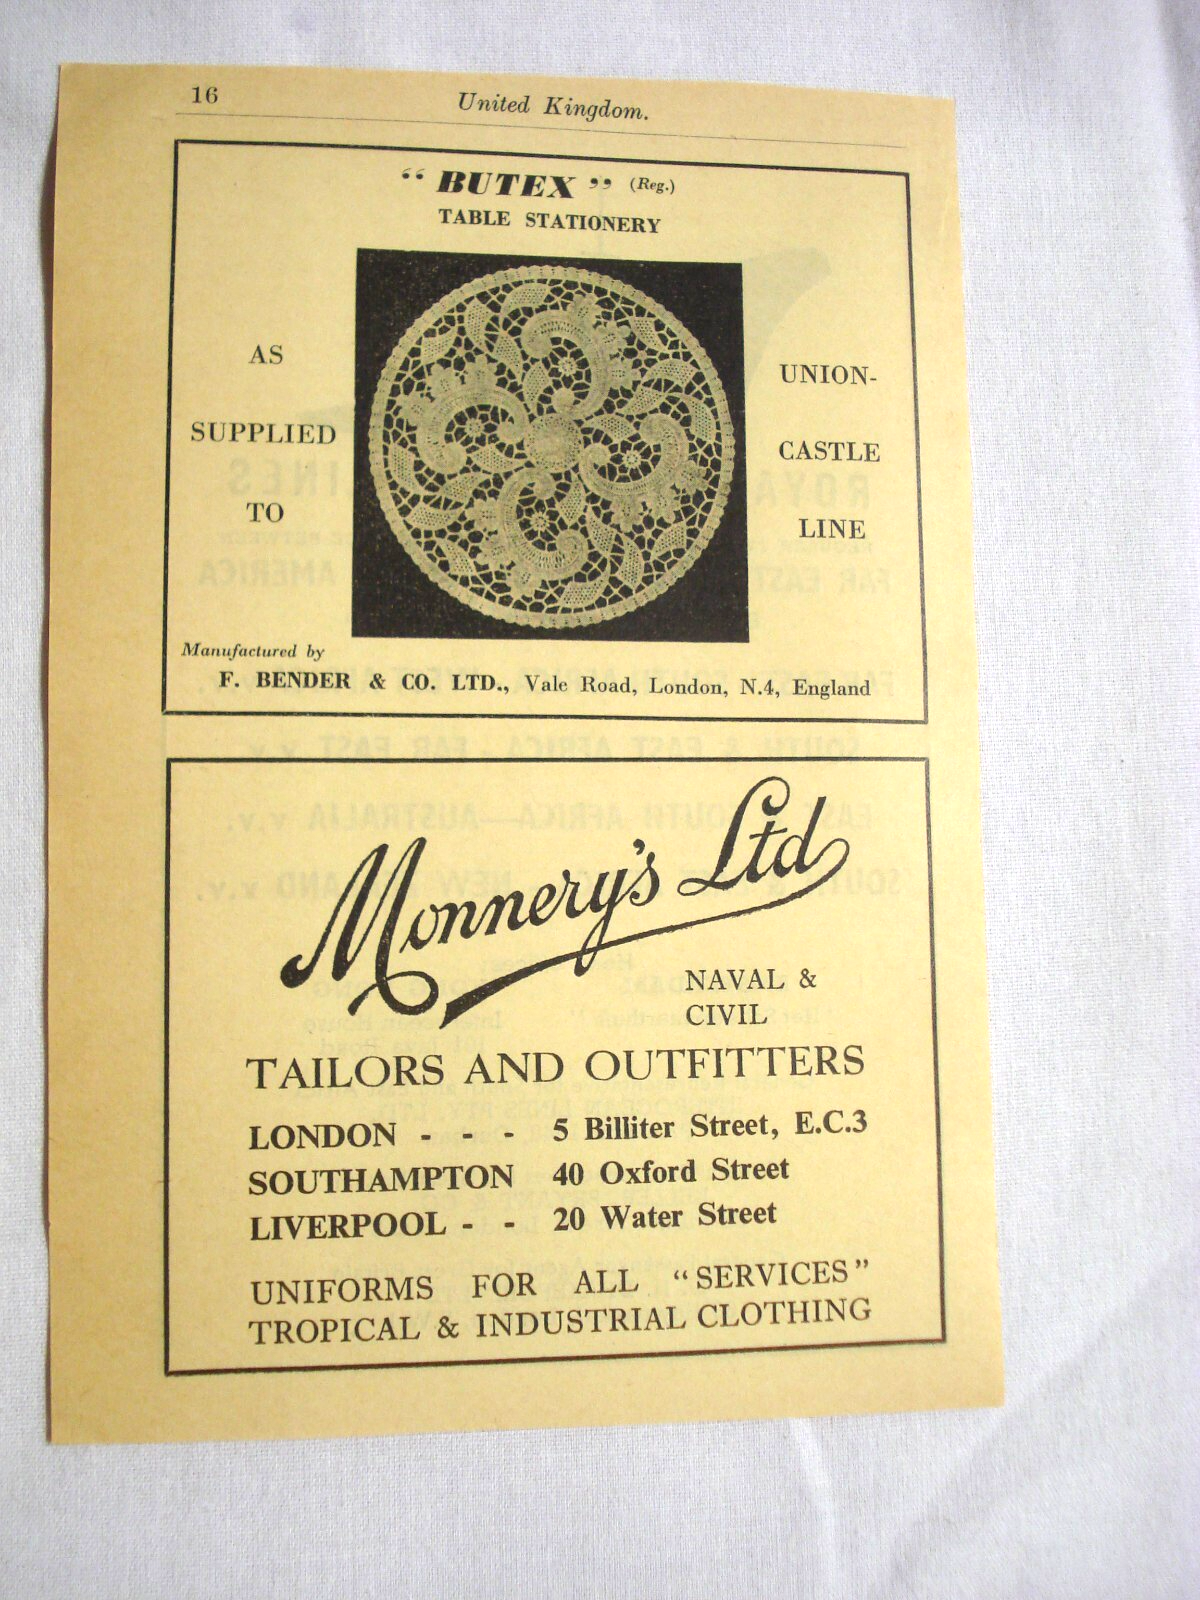 16 United Kingdom.
"BUTEX" (Reg.)
TABLE STATIONERY
AS
SUPPLIED
TO
UNION-
CASTLE
LINE
Manufactured by
F. BENDER & CO. LTD., Vale Road, London, N.4, England
Monnery's Ltd
NAVAL &
CIVIL
TAILORS AND OUTFITTERS
LONDON - - - 5 Billiter Street, E.C.3
SOUTHAMPTON 40 Oxford Street
LIVERPOOL - - 20 Water Street
UNIFORMS FOR ALL "SERVICES"
TROPICAL & INDUSTRIAL CLOTHING